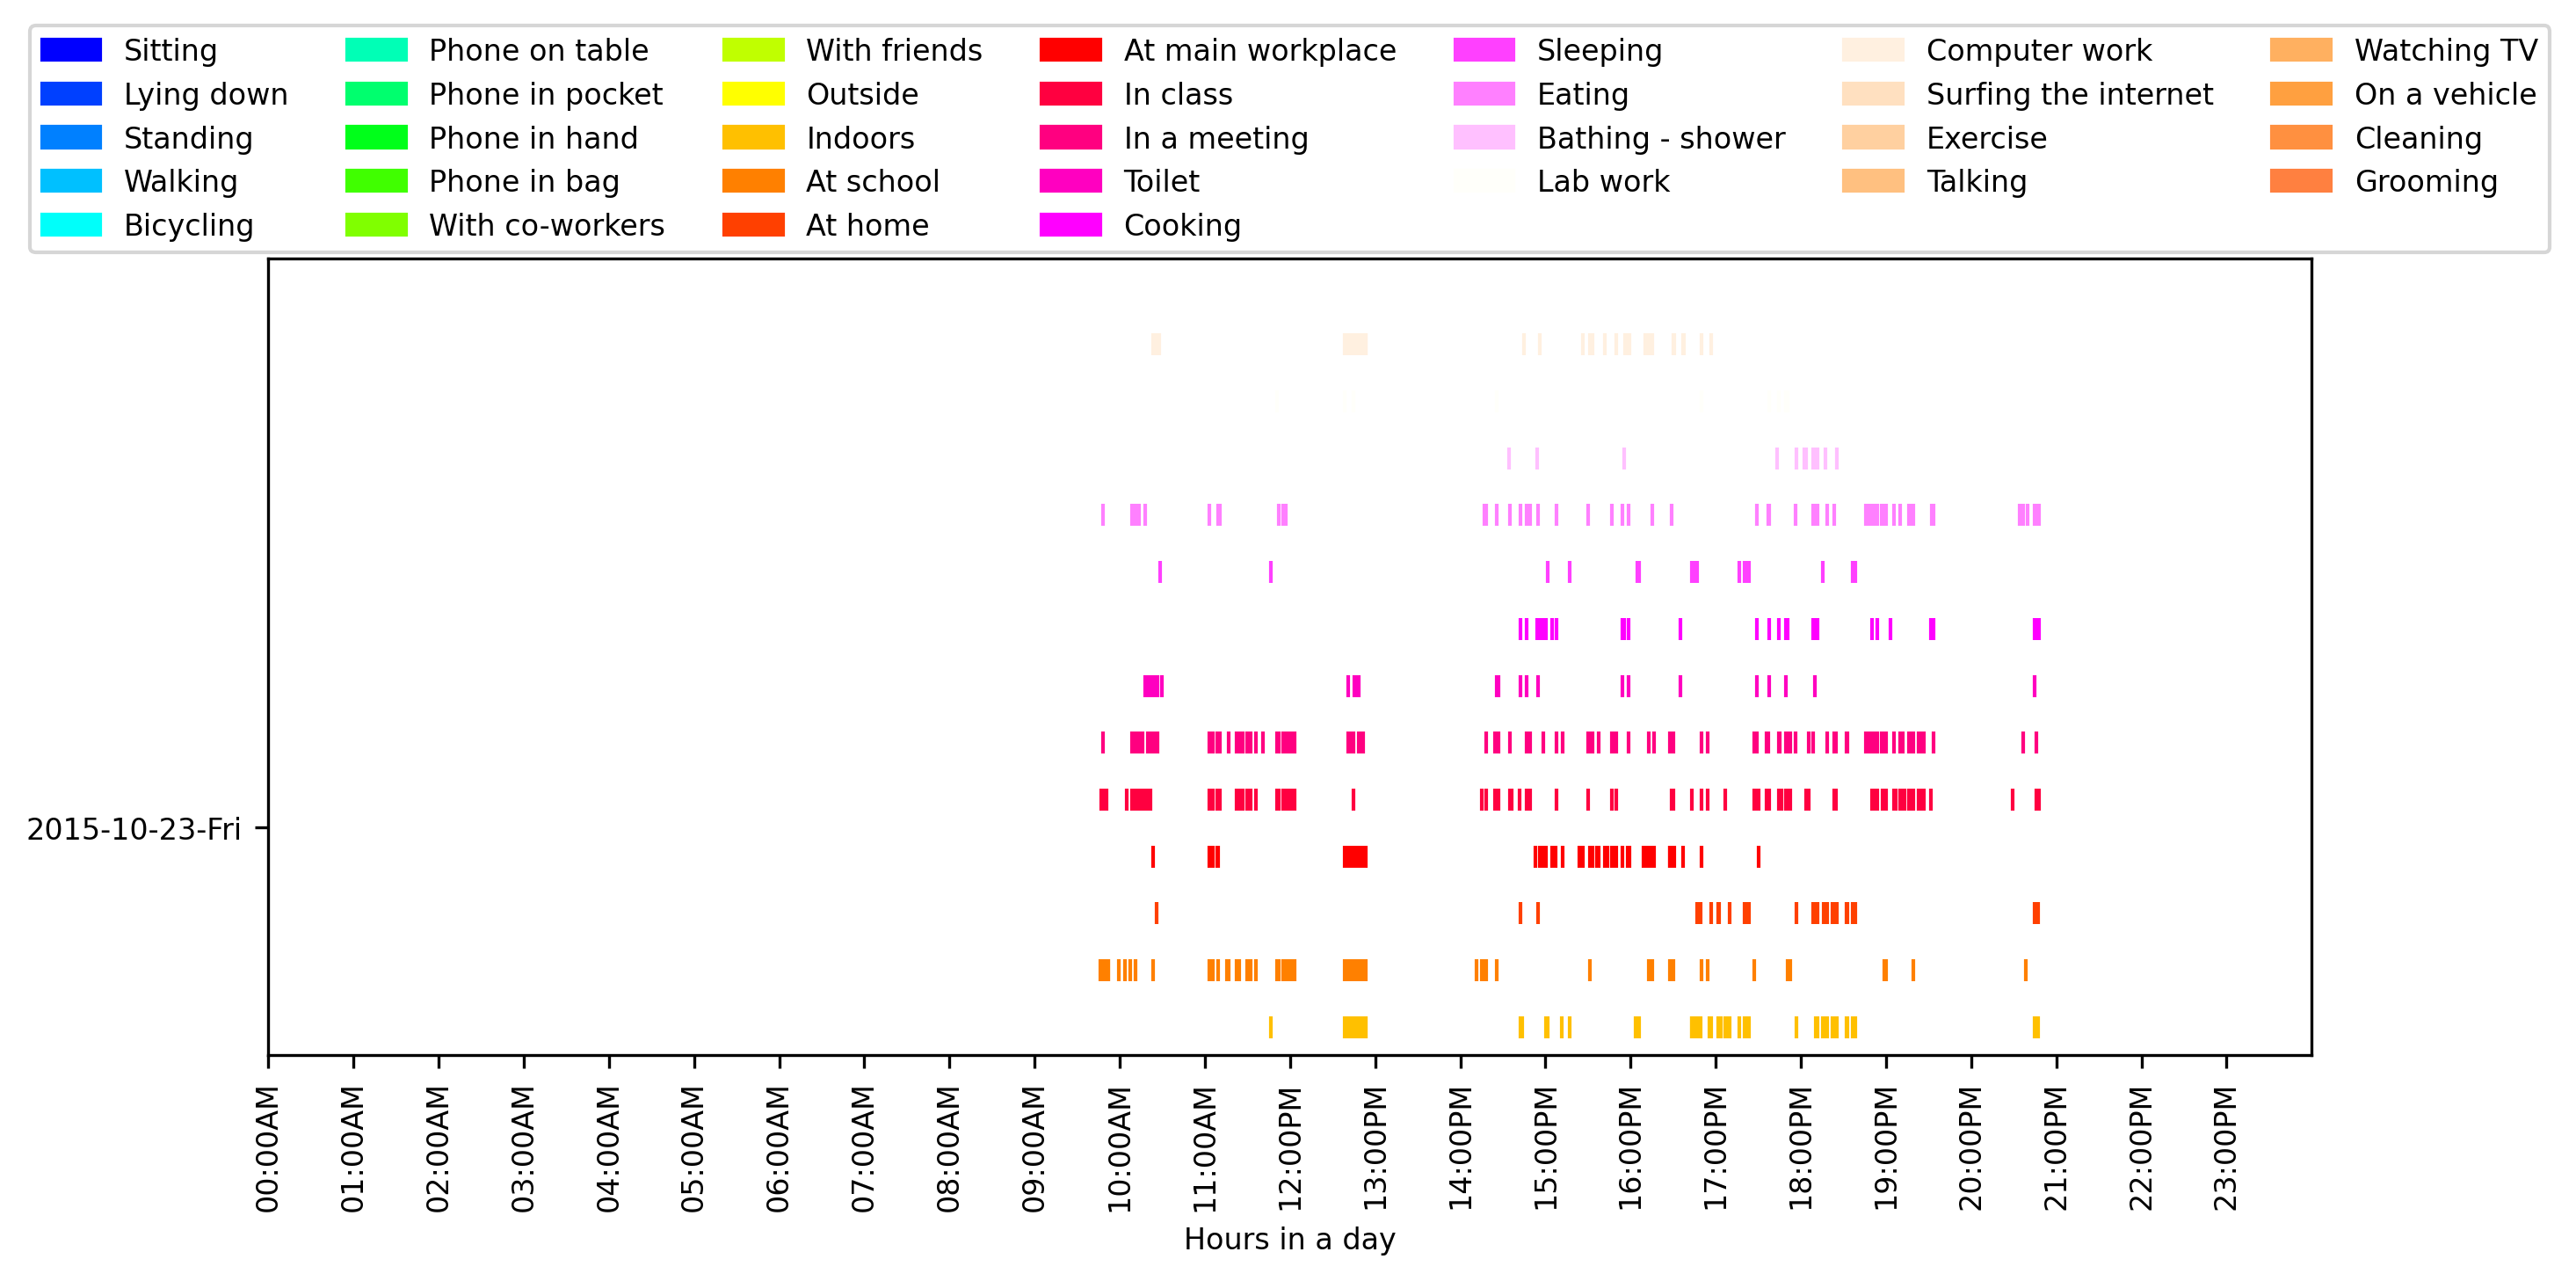 Sitting Phone on table With friends At main workplace Sleeping Computer work Watching TV
Lying down Phone in pocket Outside In class Eating Surfing the internet On a vehicle
Standing Phone in hand Indoors In a meeting Bathing - shower Exercise Cleaning
Walking Phone in bag At school Toilet Lab work Talking Grooming
Bicycling With co-workers At home Cooking
2015-10-23-Fri
00:00AM
01:00AM
02:00AM
03:00AM
04:00AM
05:00AM
06:00AM
07:00AM
08:00AM
09:00AM
10:00AM
11:00AM
12:00PM
13:00PM
14:00PM
15:00PM
16:00PM
17:00PM
18:00PM
19:00PM
20:00PM
21:00PM
22:00PM
23:00PM
Hours in a day